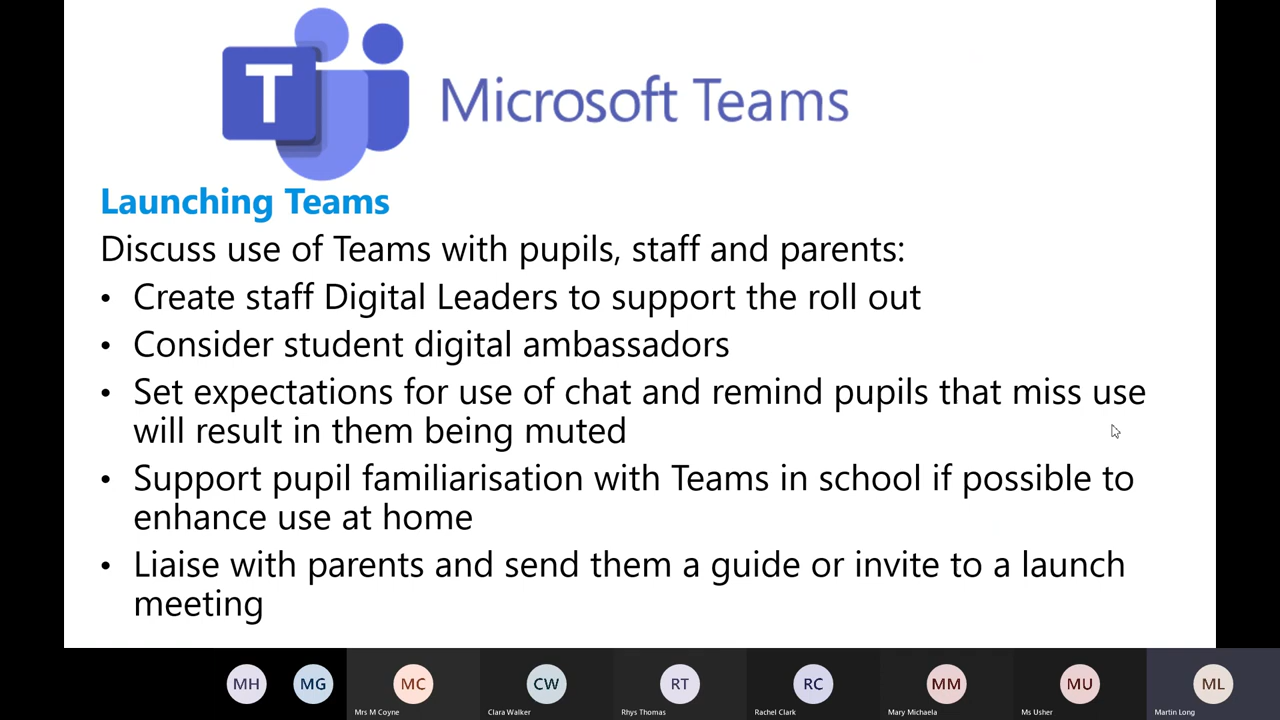 T
Microsoft Teams
Launching Teams
Discuss use of Teams with pupils, staff and parents:
• Create staff Digital Leaders to support the roll out
• Consider student digital ambassadors
• Set expectations for use of chat and remind pupils that miss use
will result in them being muted
• Support pupil familiarisation with Teams in school if possible to
enhance use at home
• Liaise with parents and send them a guide or invite to a launch
meeting
MH MG MC CW RT RC MM MU ML
Mrs M Coyne Clara Walker Rhys Thomas Rachel Clark Mary Michaela Ms Usher Martin Long